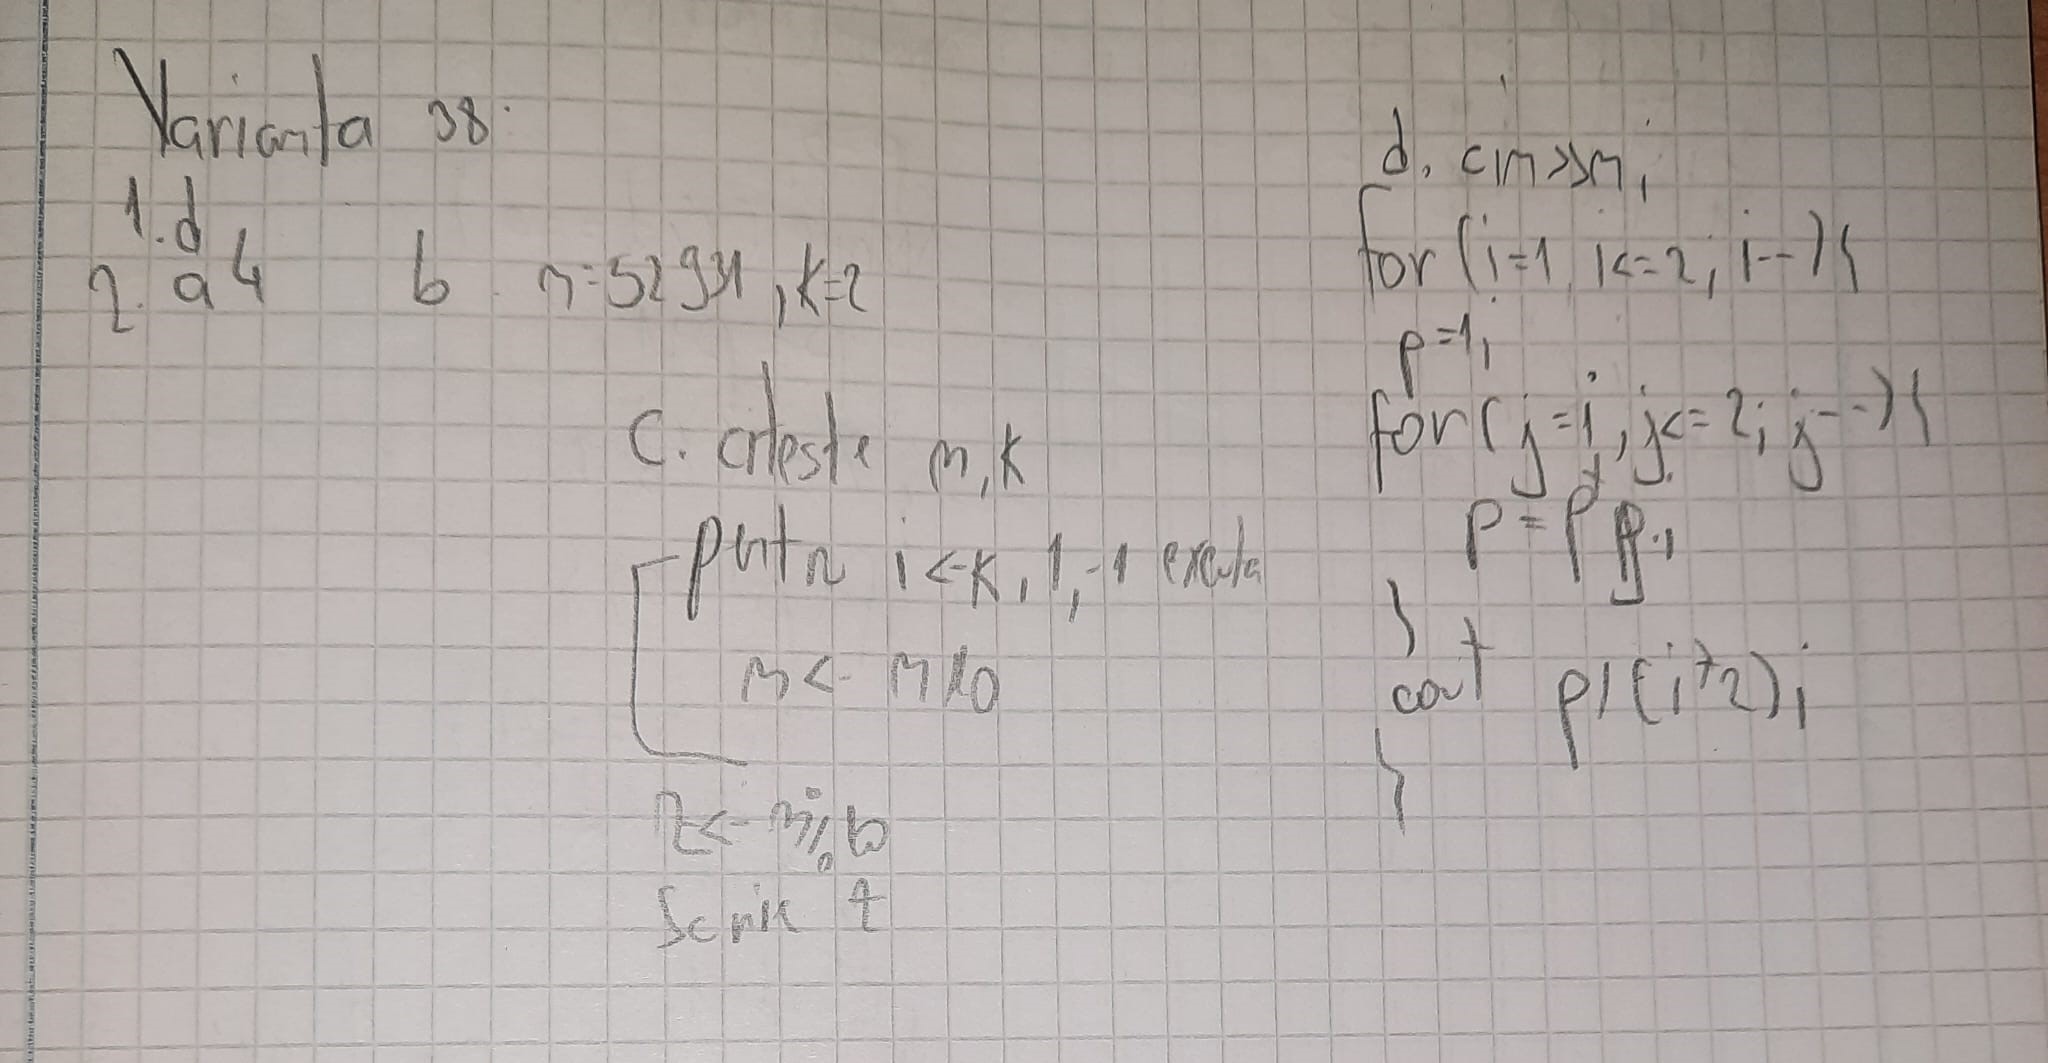 Varianta 38.
1. d
2. a 4 b. n=52931, k=2
c. citeste n,k
pntr i<-k,1,-1 executa
n<- n/10
z<- n%10
scrie z
d. cin>>n;
for(i=1, i<=2; i--){
p=1;
for(j=i; j<=2; j--){
p=p*
}
cout p/(i+2);
}